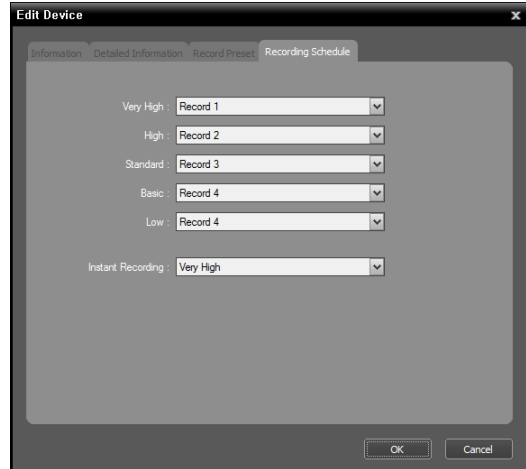 Edit Device x
Information Detailed Information Record Preset Recording Schedule
Very High : Record 1
High : Record 2
Standard : Record 3
Basic : Record 4
Low : Record 4
Instant Recording : Very High
OK Cancel